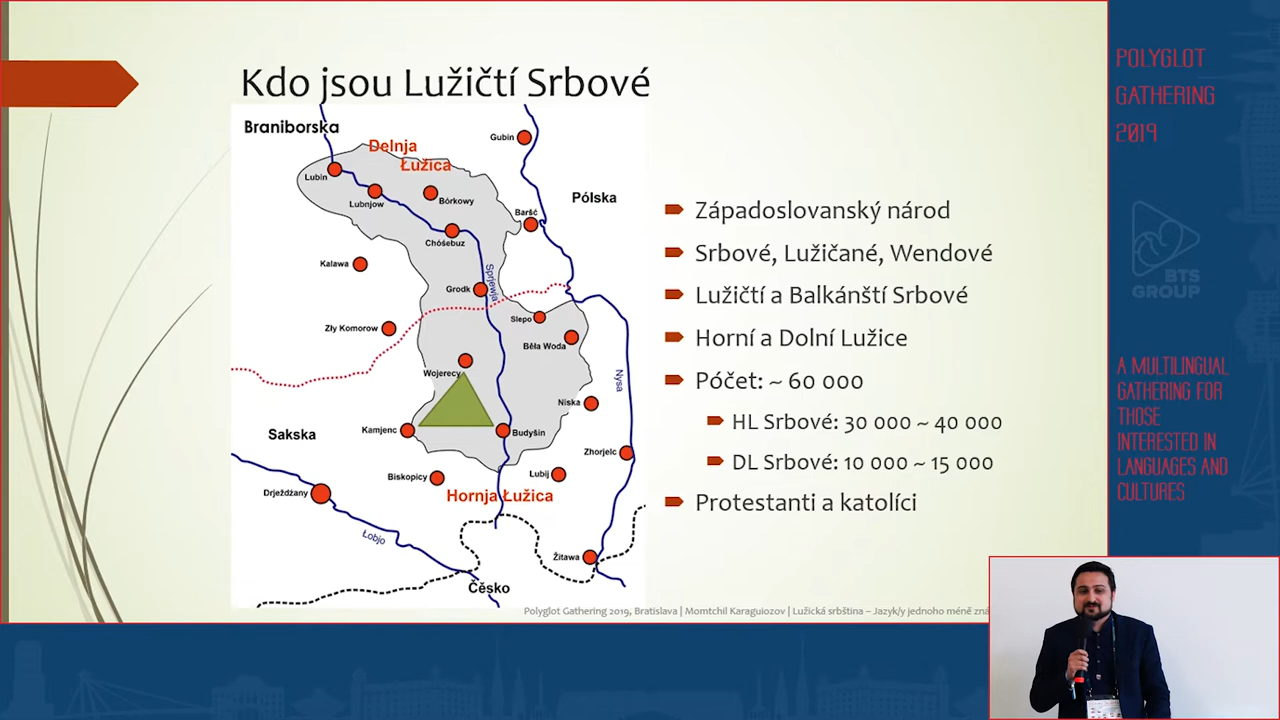 Kdo jsou Lužičtí Srbové
Braniborska
Delnja
Łužica
Gubin
Lubin
Lubnjow
Bórkowy
Pólska
Baršć
Chóśebuz
Kalawa
Sprjewja
Grodk
Slepo
Zły Komorow
Běła Woda
Wojerecy
Nysa
Niska
Sakska
Kamjenc
Budyšin
Zhorjelc
Biskopicy
Lubij
Hornja Łužica
Drježdźany
Lobjo
Žitawa
Čěsko
Západoslovanský národ
Srbové, Lužičané, Wendové
Lužičtí a Balkánští Srbové
Horní a Dolní Lužice
Póčet: ~ 60 000
HL Srbové: 30 000 ~ 40 000
DL Srbové: 10 000 ~ 15 000
Protestanti a katolíci
Polyglot Gathering 2019, Bratislava | Momtchil Karaguiozov | Lužická srbština – Jazyk/y jednoho méně zná
POLYGLOT
GATHERING
2019
BTS
GROUP
A MULTILINGUAL
GATHERING FOR
THOSE
INTERESTED IN
LANGUAGES AND
CULTURES